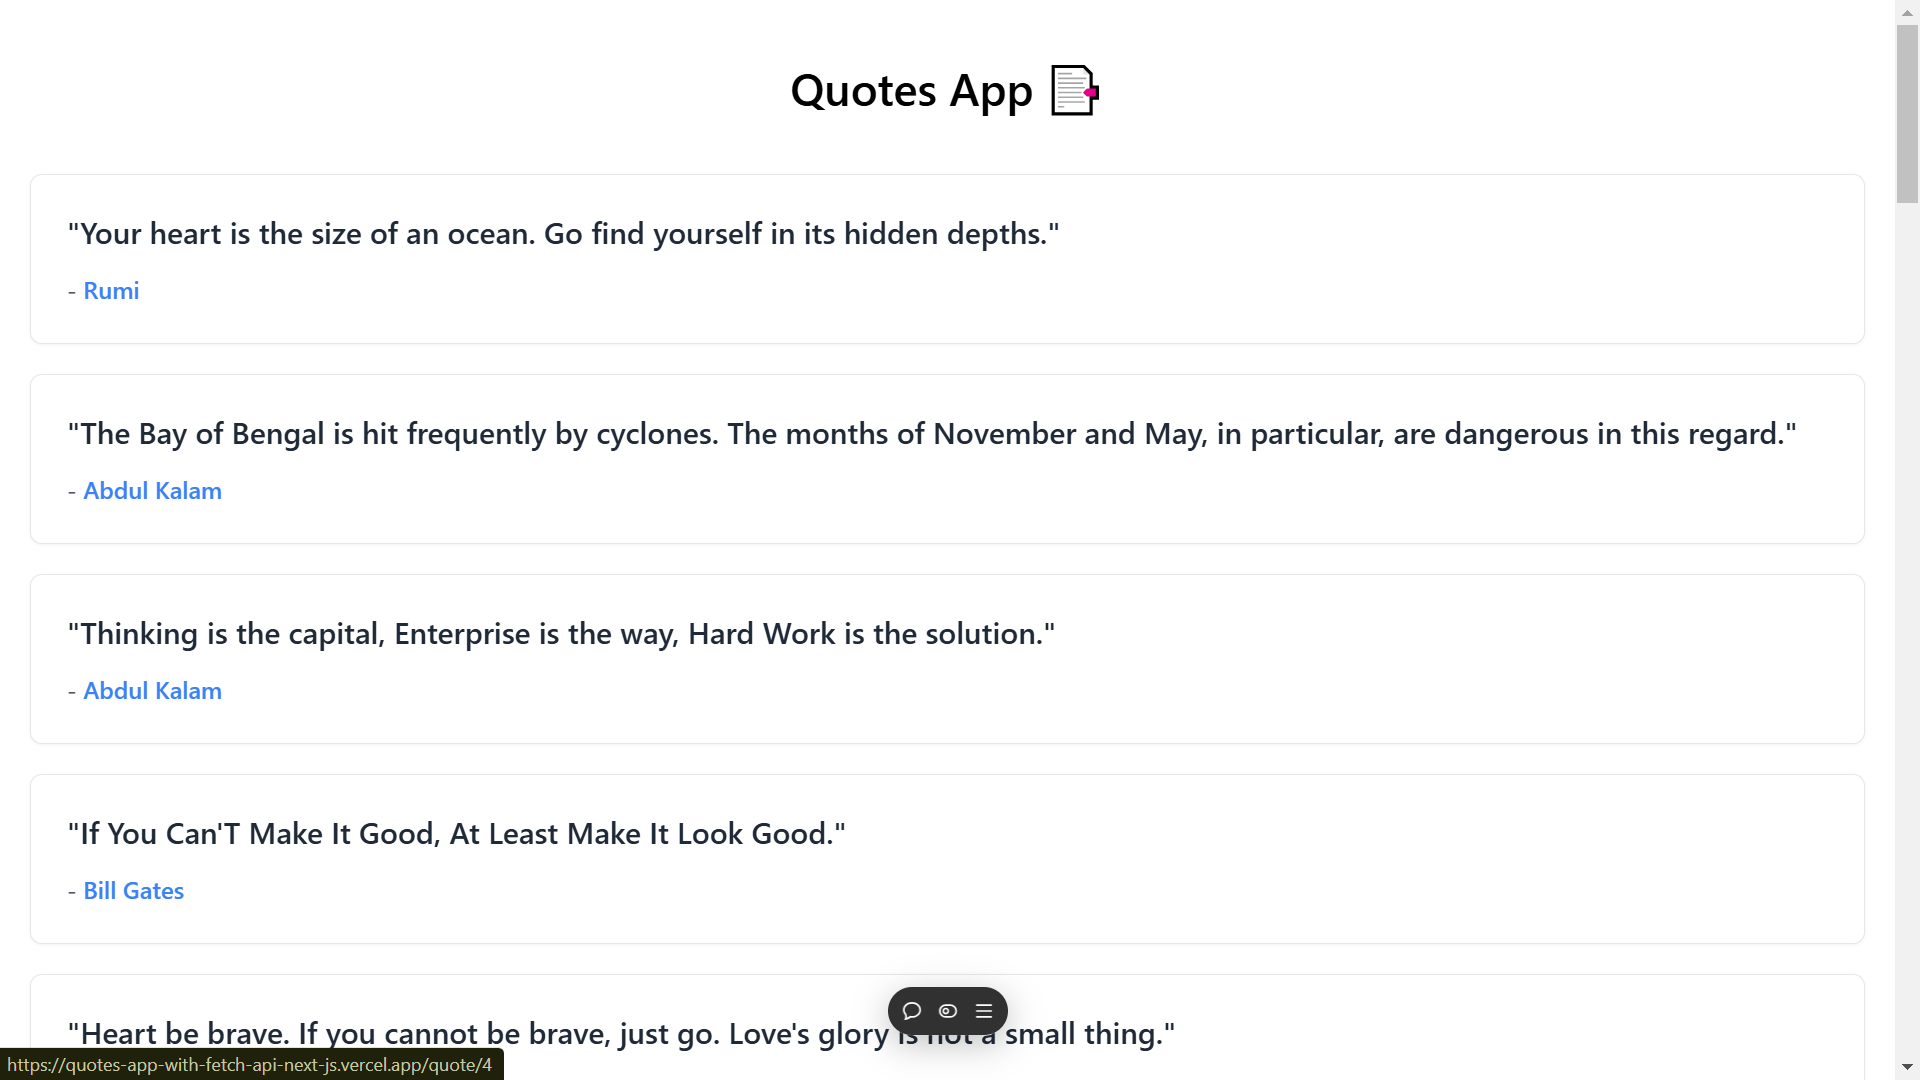 Quotes App
"Your heart is the size of an ocean. Go find yourself in its hidden depths."
- Rumi
"The Bay of Bengal is hit frequently by cyclones. The months of November and May, in particular, are dangerous in this regard."
- Abdul Kalam
"Thinking is the capital, Enterprise is the way, Hard Work is the solution."
- Abdul Kalam
"If You Can'T Make It Good, At Least Make It Look Good."
- Bill Gates
"Heart be brave. If you cannot be brave, just go. Love's glory is not a small thing."
https://quotes-app-with-fetch-api-next-js.vercel.app/quote/4